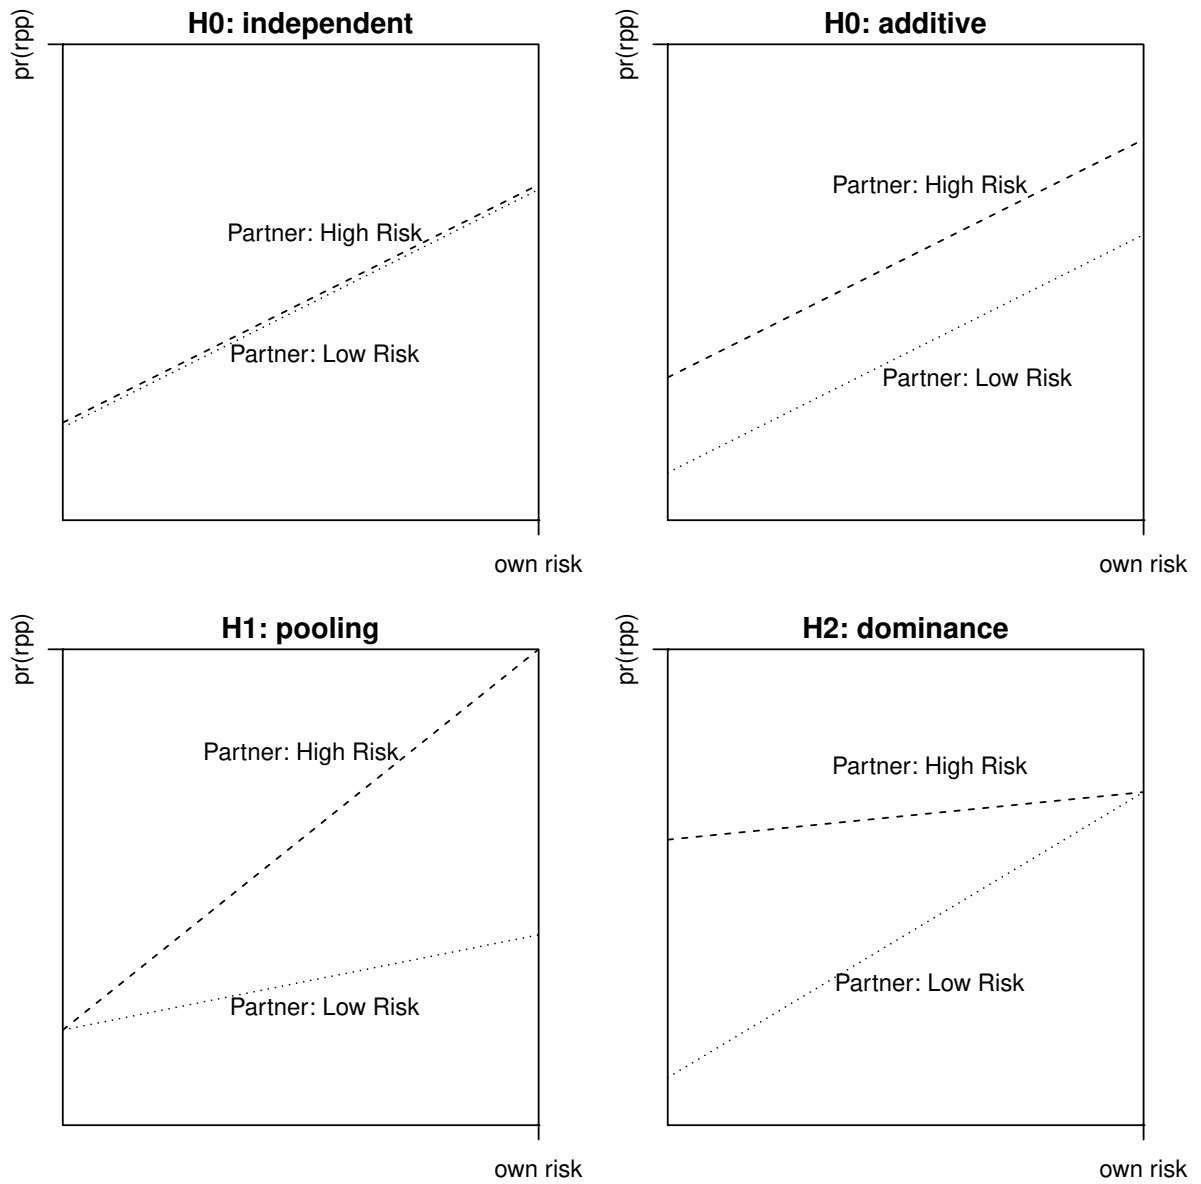 H0: independent
pr(rpp)
Partner: High Risk
Partner: Low Risk
own risk
H0: additive
pr(rpp)
Partner: High Risk
Partner: Low Risk
own risk
H1: pooling
pr(rpp)
Partner: High Risk
Partner: Low Risk
own risk
H2: dominance
pr(rpp)
Partner: High Risk
Partner: Low Risk
own risk